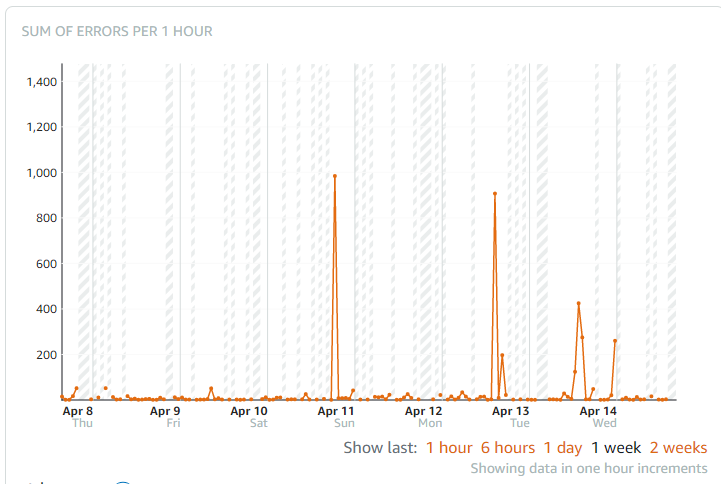 SUM OF ERRORS PER 1 HOUR
1,400
1,200
1,000
800
600
400
200
Apr 8 Apr 9 Apr 10 Apr 11 Apr 12 Apr 13 Apr 14
Thu Fri Sat Sun Mon Tue Wed
Show last: 1 hour 6 hours 1 day 1 week 2 weeks
Showing data in one hour increments